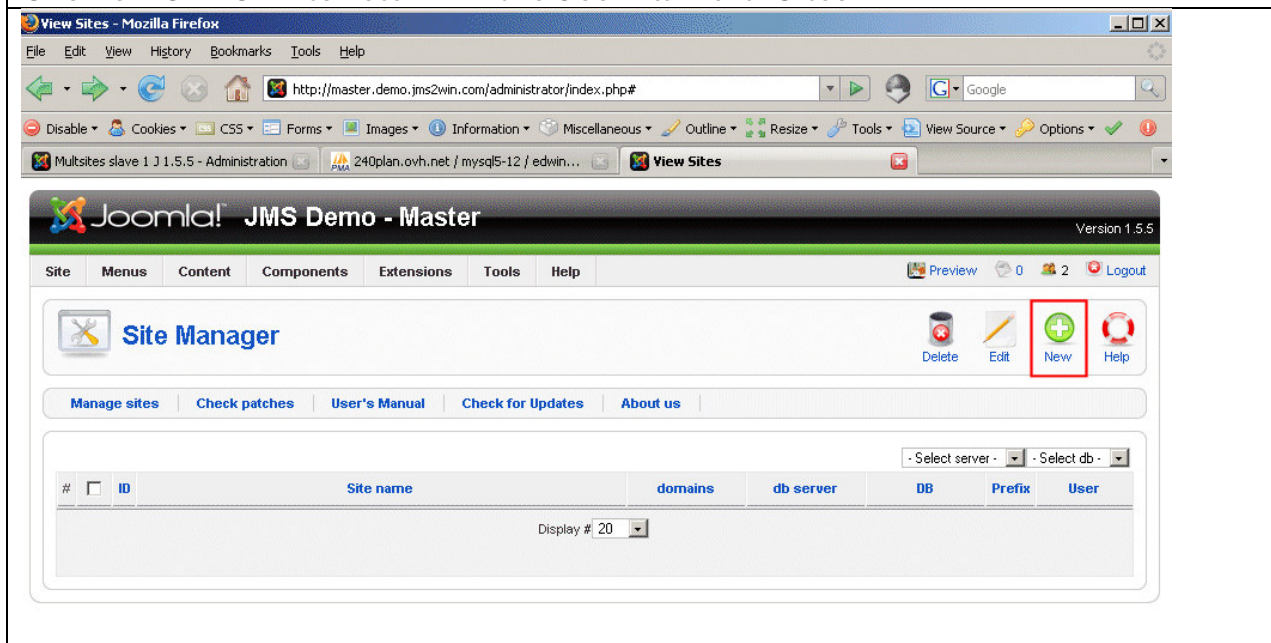 View Sites - Mozilla Firefox
File Edit View History Bookmarks Tools Help
http://master.demo.jms2win.com/administrator/index.php#
G Google
Disable Cookies CSS Forms Images Information Miscellaneous Outline Resize Tools View Source Options
Multsites slave 1 J 1.5.5 - Administration
PMA 240plan.ovh.net / mysql5-12 / edwin...
View Sites
Joomla! JMS Demo - Master
Version 1.5.5
Site Menus Content Components Extensions Tools Help
Preview 0 2 Logout
Site Manager
Delete Edit New Help
Manage sites Check patches User's Manual Check for Updates About us
- Select server - - Select db -
# ID Site name domains db server DB Prefix User
Display # 20